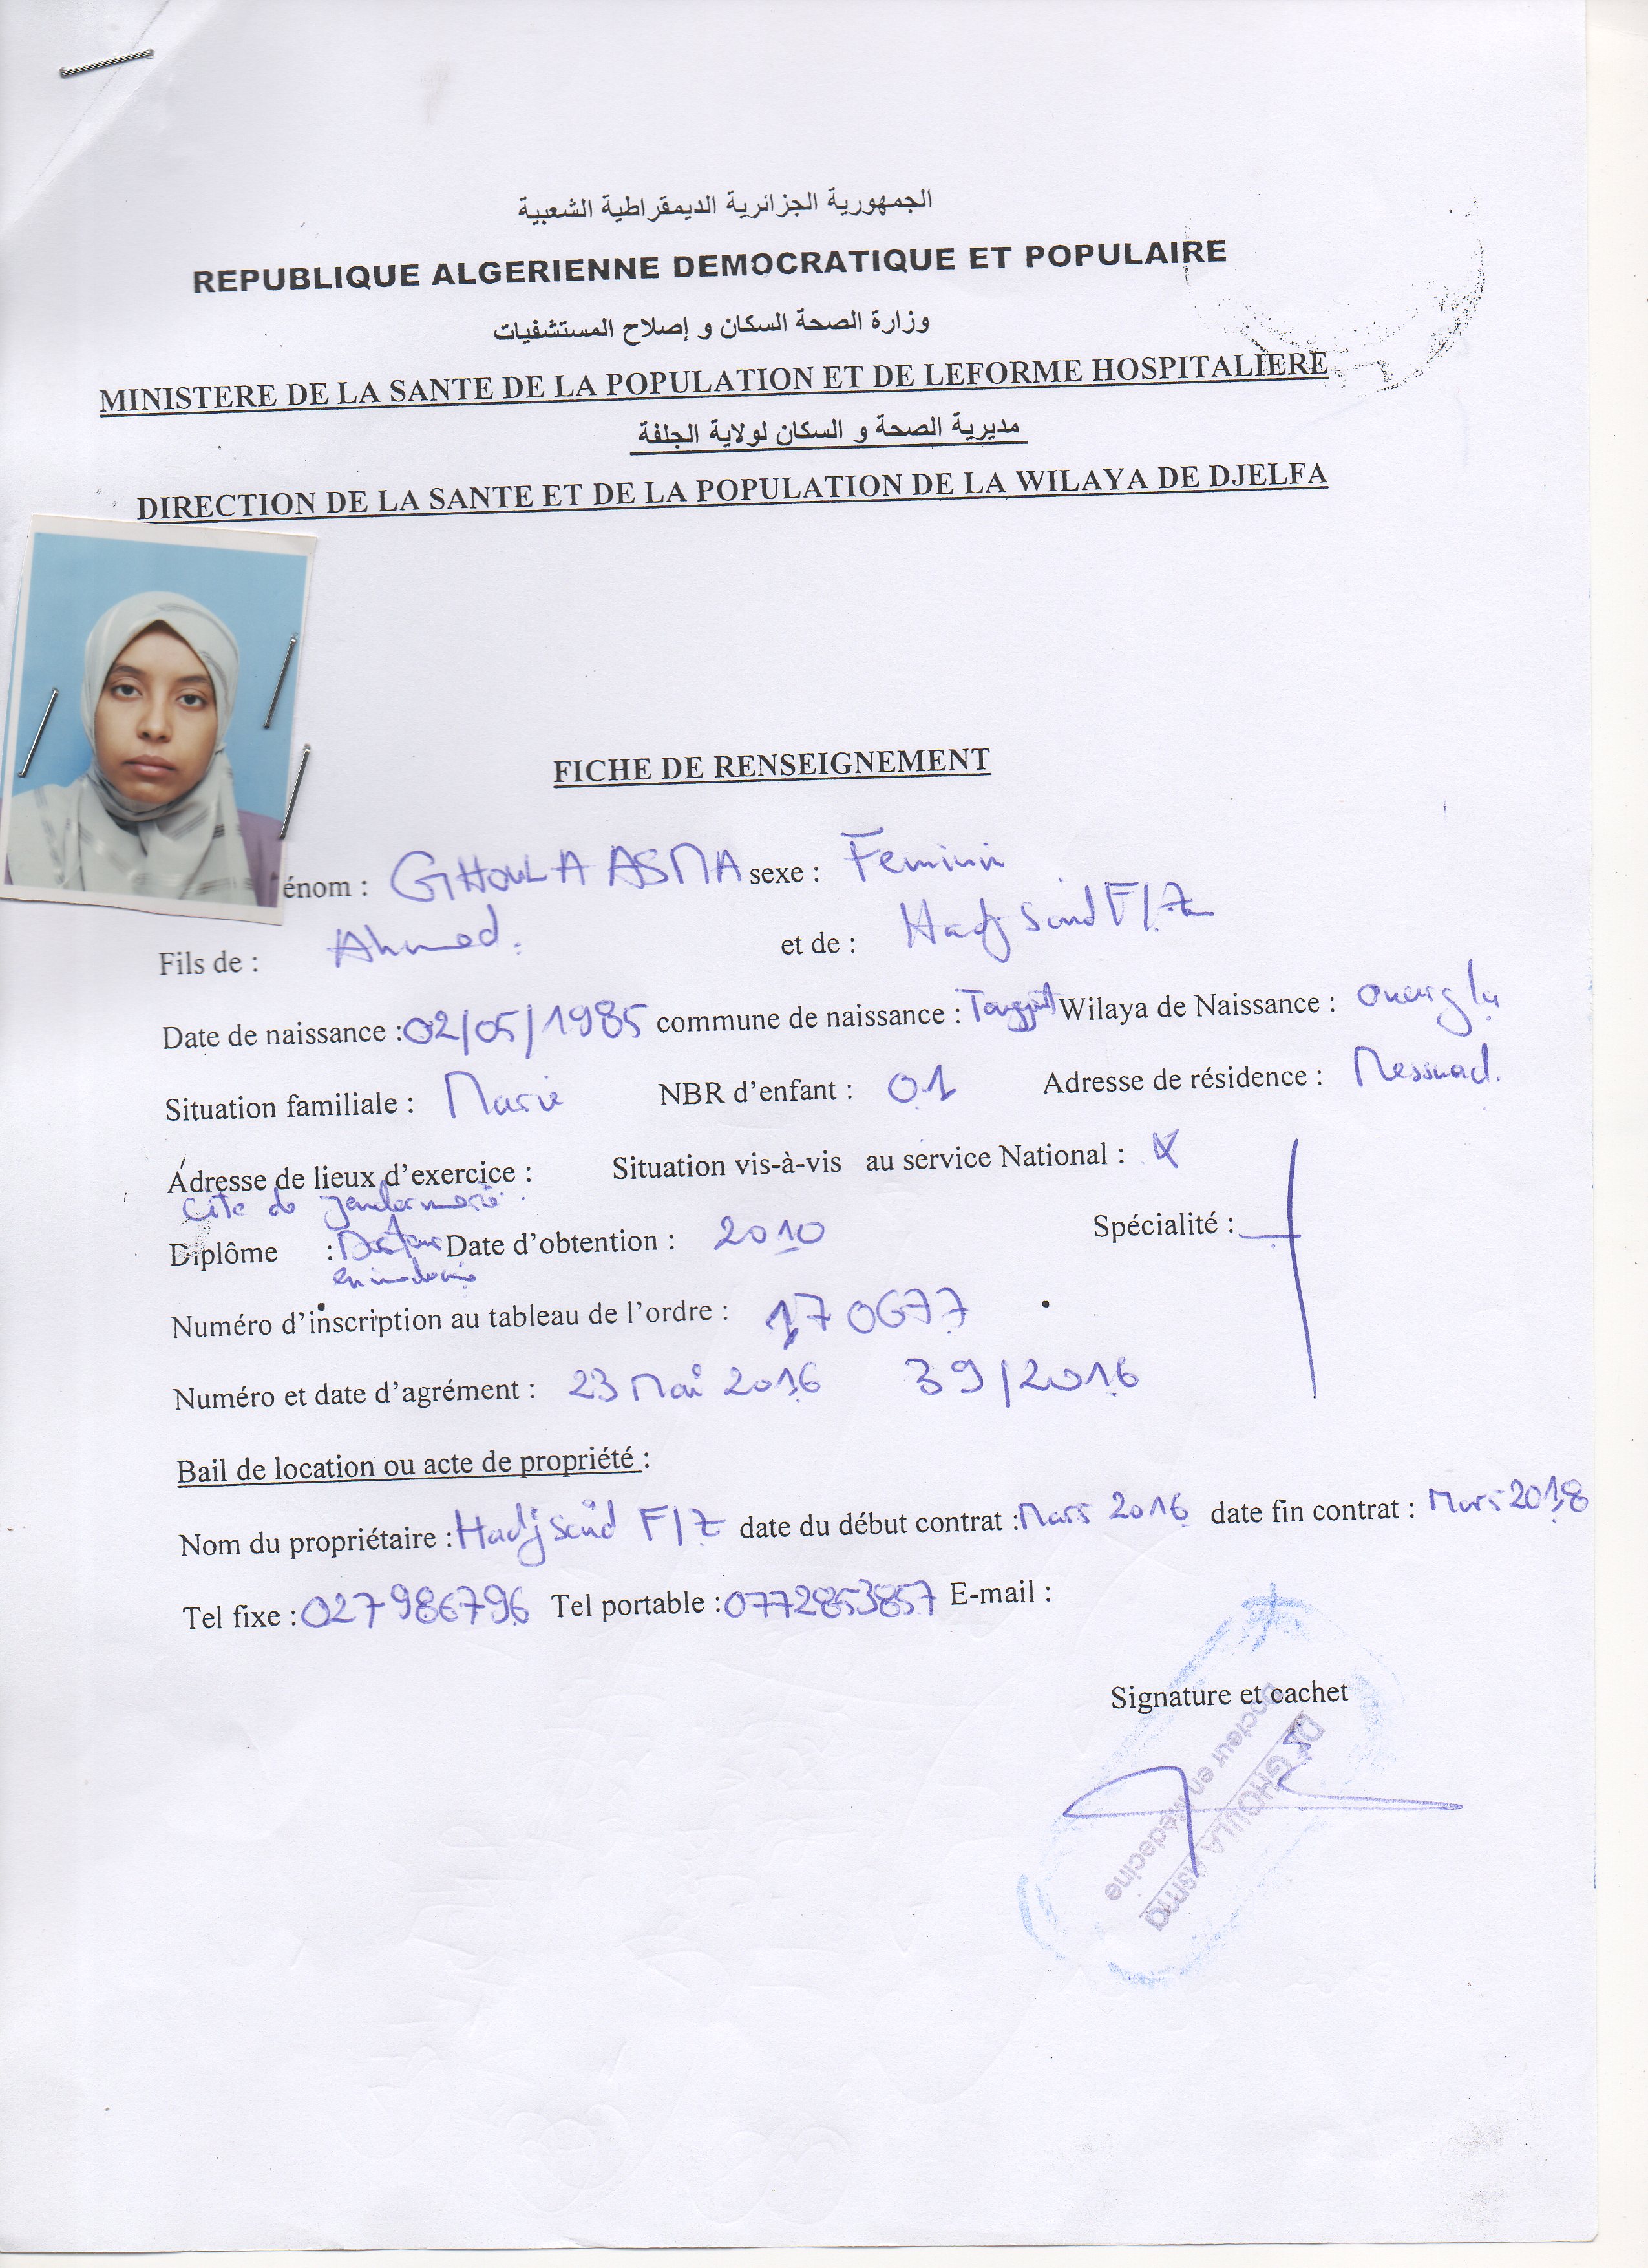 الجمهورية الجزائرية الديمقراطية الشعبية
REPUBLIQUE ALGERIENNE DEMOCRATIQUE ET POPULAIRE
وزارة الصحة السكان و إصلاح المستشفيات
MINISTERE DE LA SANTE DE LA POPULATION ET DE LEFORME HOSPITALIERE
مديرية الصحة و السكان لولاية الجلفة
DIRECTION DE LA SANTE ET DE LA POPULATION DE LA WILAYA DE DJELFA
FICHE DE RENSEIGNEMENT
énom : GHOULA ASMA sexe : Feminin
Fils de : Ahmed. et de : Hadj Said F/Z
Date de naissance : 02/05/1985 commune de naissance : Wilaya de Naissance : Ouargla
Situation familiale : Marié NBR d'enfant : 01 Adresse de résidence : Messaad.
Adresse de lieux d'exercice : Situation vis-à-vis au service National : X
Cité de gendarmerie.
Diplôme : Docteur Date d'obtention : 2010 Spécialité :
en medecine
Numéro d'inscription au tableau de l'ordre : 170677
Numéro et date d'agrément : 23 Mai 2016 39/2016
Bail de location ou acte de propriété :
Nom du propriétaire : Hadj Said F/Z date du début contrat : Mars 2016 date fin contrat : Mars 2018
Tel fixe : 027986796 Tel portable : 0772853857 E-mail :
Signature et cachet
Dr GHOULA Asma
Docteur en Médecine